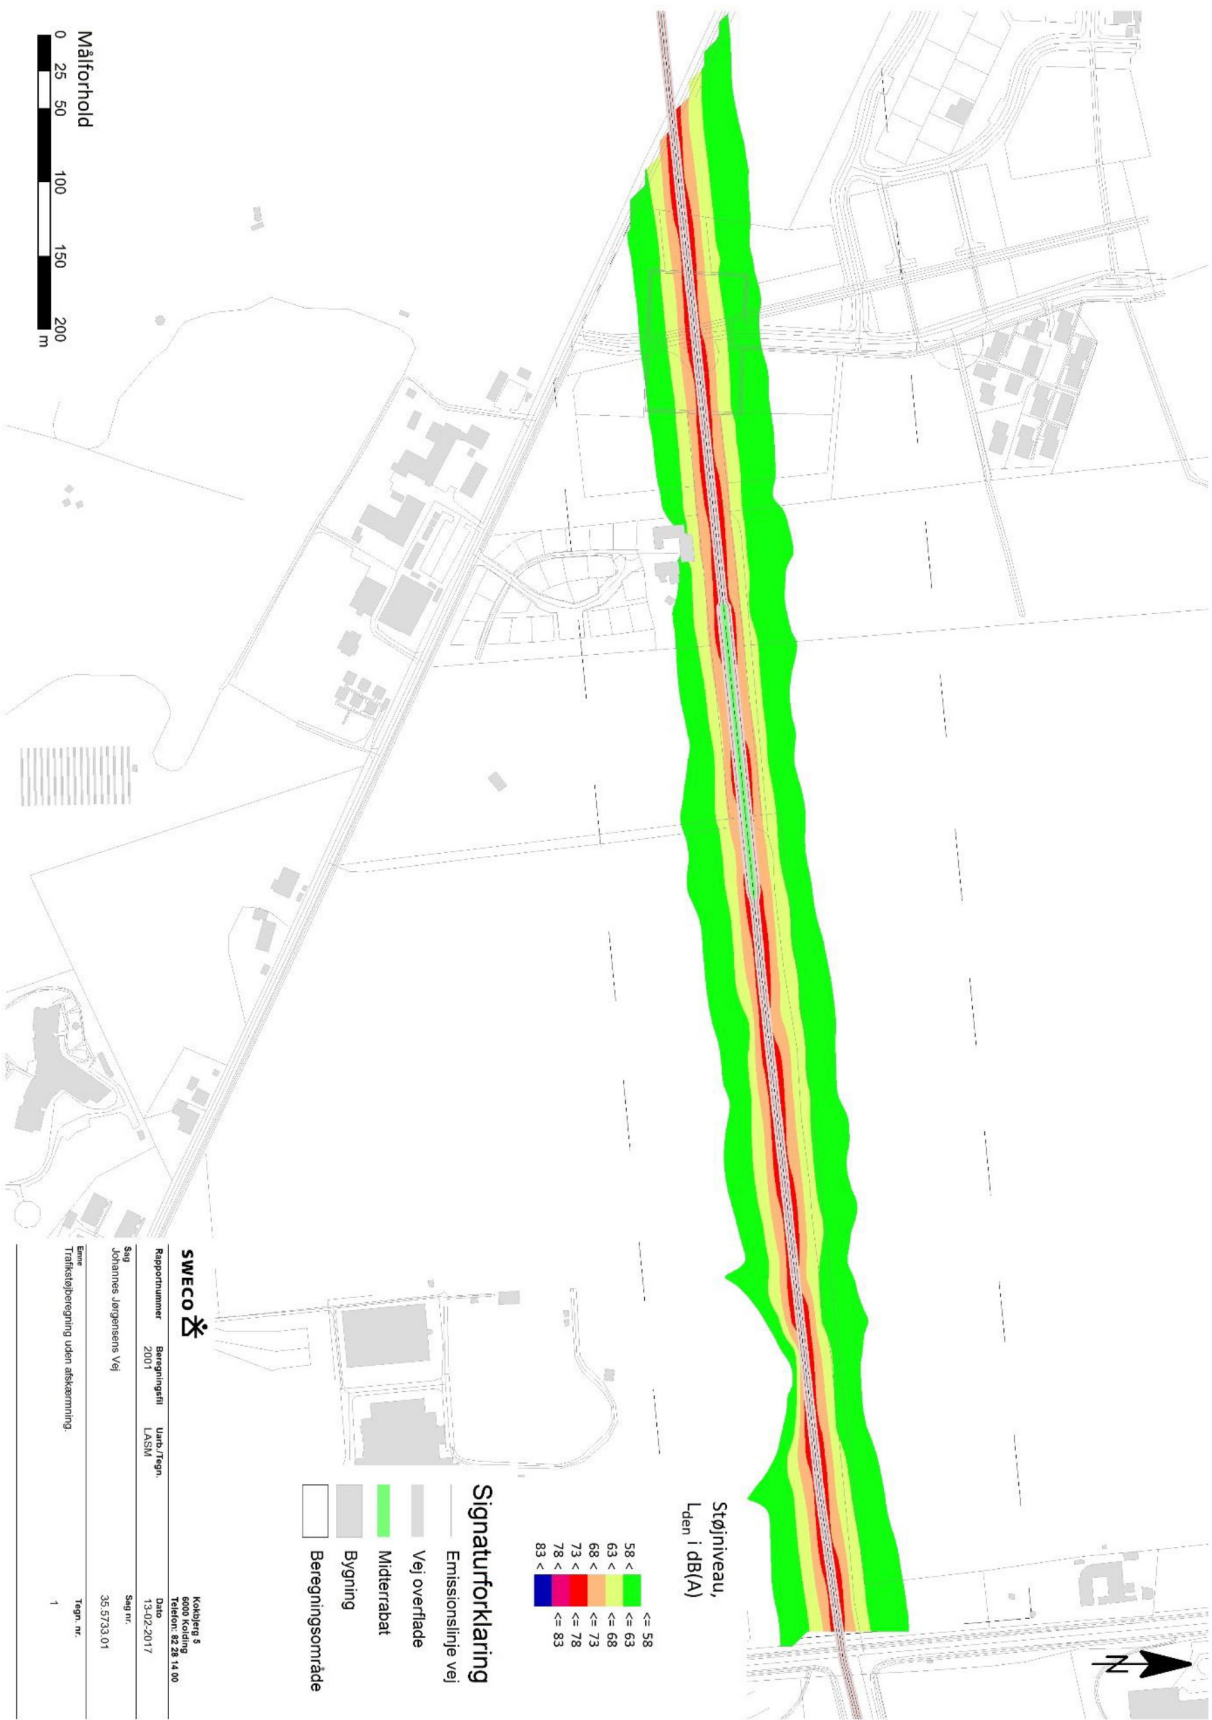 Målforhold
0 25 50 100 150 200
m
Støjniveau,
Lden i dB(A)
<= 58
58 < <= 63
63 < <= 68
68 < <= 73
73 < <= 78
78 < <= 83
83 <
Signaturforklaring
Emissionslinje vej
Vej overflade
Midterrabat
Bygning
Beregningsområde
N
SWECO
Kokbjerg 5
6000 Kolding
Telefon: 82 28 14 00
Rapportnummer Beregningsfil Uarb./Tegn. Dato
2001 LASM 13-02-2017
Sag Sag nr.
Johannes Jørgensens Vej 35.5733.01
Emne Tegn. nr.
Trafikstøjberegning uden afskærmning. 1